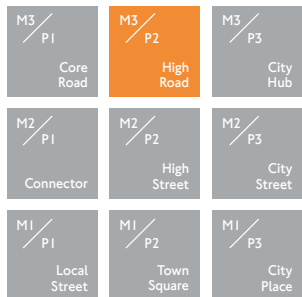 M3/P1
Core
Road
M3/P2
High
Road
M3/P3
City
Hub
M2/P1
Connector
M2/P2
High
Street
M2/P3
City
Street
M1/P1
Local
Street
M1/P2
Town
Square
M1/P3
City
Place